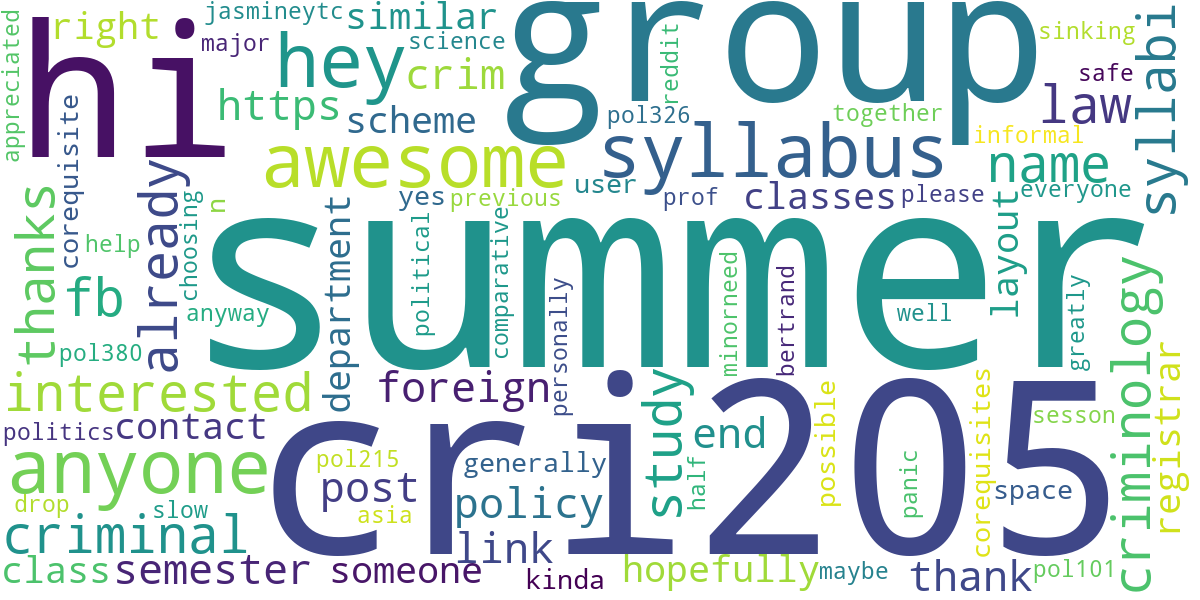 hi
group
summer
cri205
appreciated
right
jasmineytc
major
similar
science
hey
crim
https
scheme
awesome
reddit
pol326
syllabus
together
sinking
safe
law
informal
name
syllabi
corequisite
already
thanks
help
fb
pol380
choosing
n
anyway
yes
previous
user
prof
classes
please
everyone
layout
department
political
comparative
personally
minorneed
bertrand
well
greatly
criminology
interested
foreign
politics
contact
anyone
pol215
post
asia
generally
policy
study
half
end
possible
panic
corequisites
space
sesson
registrar
drop
slow
criminal
link
class
semester
someone
kinda
hopefully
maybe
thank
pol101